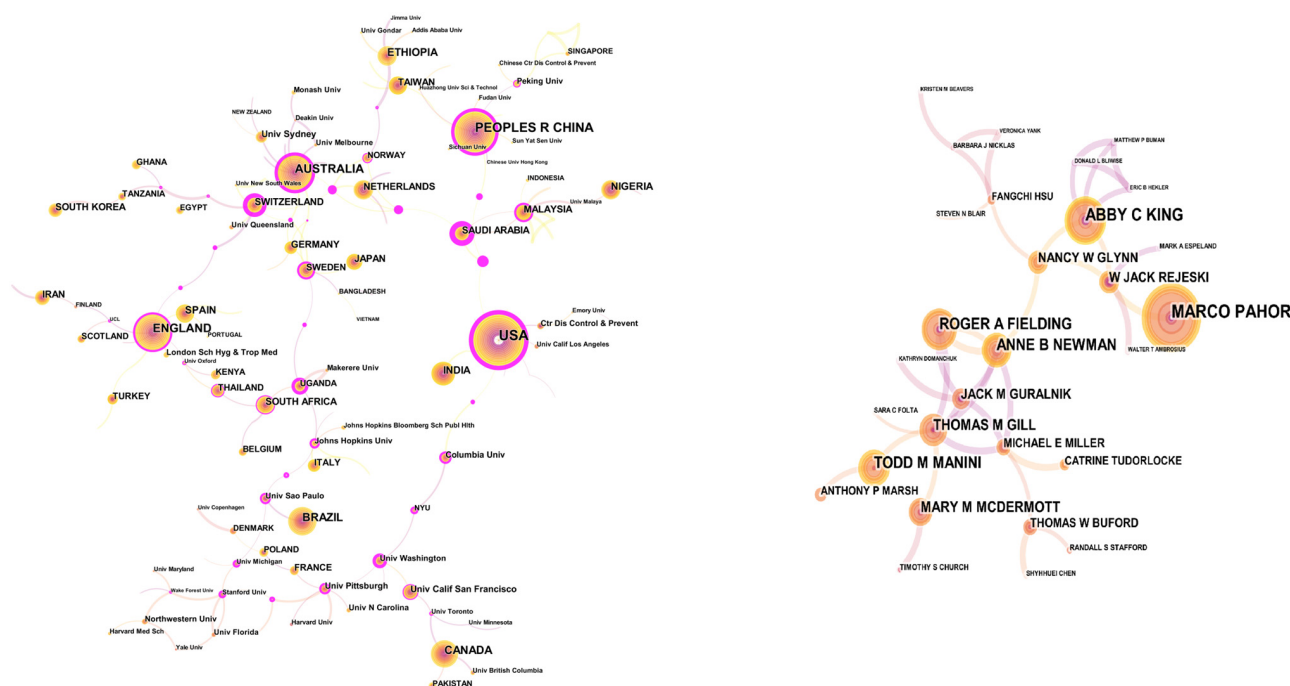 Jimma Univ
Univ Gondar
Addis Ababa Univ
ETHIOPIA
SINGAPORE
Chinese Ctr Dis Control & Prevent
TAIWAN
Huazhong Univ Sci & Technol
Peking Univ
Monash Univ
Fudan Univ
NEW ZEALAND
Deakin Univ
PEOPLES R CHINA
Univ Sydney
Univ Melbourne
Sichuan Univ
Sun Yat Sen Univ
NORWAY
GHANA
AUSTRALIA
Chinese Univ Hong Kong
INDONESIA
Univ New South Wales
NETHERLANDS
NIGERIA
TANZANIA
SWITZERLAND
Univ Malaya
SOUTH KOREA
EGYPT
MALAYSIA
Univ Queensland
SAUDI ARABIA
GERMANY
JAPAN
SWEDEN
BANGLADESH
IRAN
FINLAND
SPAIN
Emory Univ
UCL
VIETNAM
Ctr Dis Control & Prevent
ENGLAND
SCOTLAND
PORTUGAL
USA
Univ Calif Los Angeles
London Sch Hyg & Trop Med
Univ Oxford
Makerere Univ
KENYA
INDIA
UGANDA
THAILAND
TURKEY
SOUTH AFRICA
Johns Hopkins Bloomberg Sch Publ Hlth
Johns Hopkins Univ
BELGIUM
Columbia Univ
ITALY
Univ Sao Paulo
Univ Copenhagen
NYU
BRAZIL
DENMARK
POLAND
Univ Washington
Univ Michigan
Univ Maryland
FRANCE
Univ Pittsburgh
Wake Forest Univ
Stanford Univ
Univ Calif San Francisco
Univ N Carolina
Univ Toronto
Northwestern Univ
Harvard Univ
Univ Minnesota
Harvard Med Sch
Univ Florida
Yale Univ
CANADA
Univ British Columbia
PAKISTAN
KRISTEN M BEAVERS
VERONICA YANK
BARBARA J NICKLAS
MATTHEW P BUMAN
DONALD L BLIWISE
ERIC B HEKLER
FANGCHI HSU
STEVEN N BLAIR
ABBY C KING
MARK A ESPELAND
NANCY W GLYNN
W JACK REJESKI
MARCO PAHOR
ROGER A FIELDING
ANNE B NEWMAN
WALTER T AMBROSIUS
KATHRYN DOMANCHUK
JACK M GURALNIK
SARA C FOLTA
THOMAS M GILL
MICHAEL E MILLER
TODD M MANINI
CATRINE TUDORLOCKE
ANTHONY P MARSH
MARY M MCDERMOTT
THOMAS W BUFORD
RANDALL S STAFFORD
TIMOTHY S CHURCH
SHYHHUEI CHEN